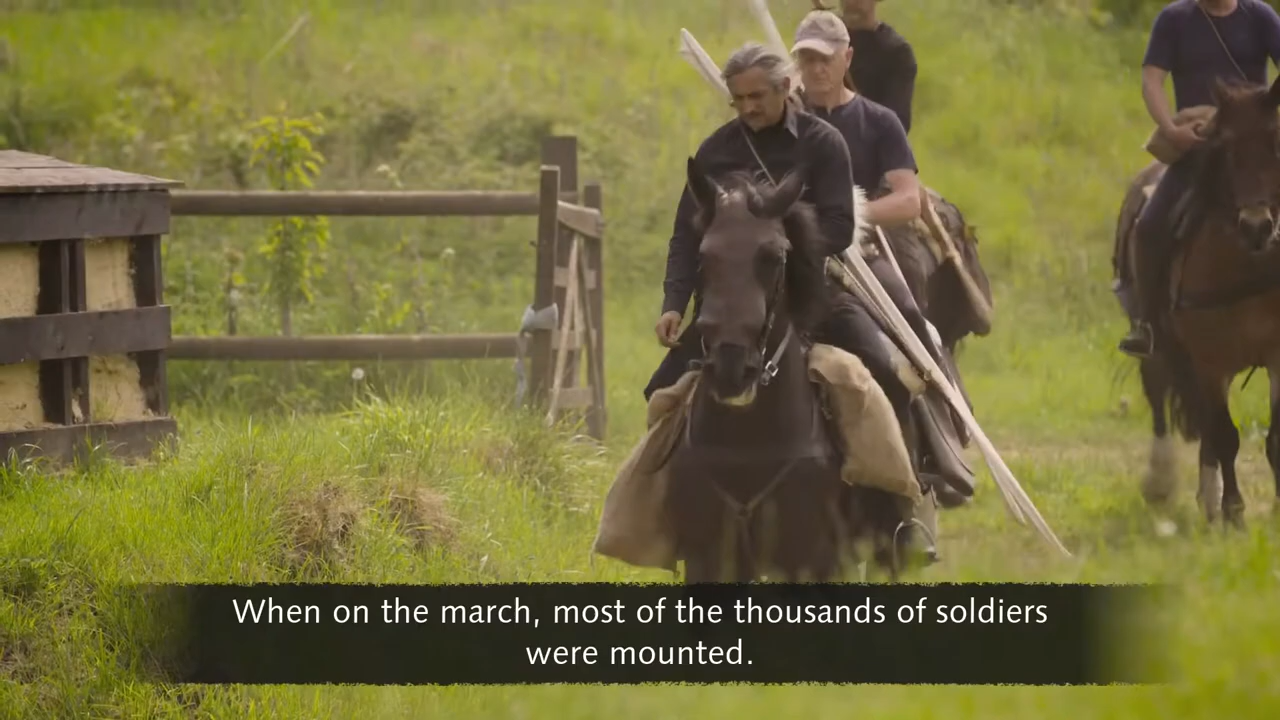 When on the march, most of the thousands of soldiers
were mounted.